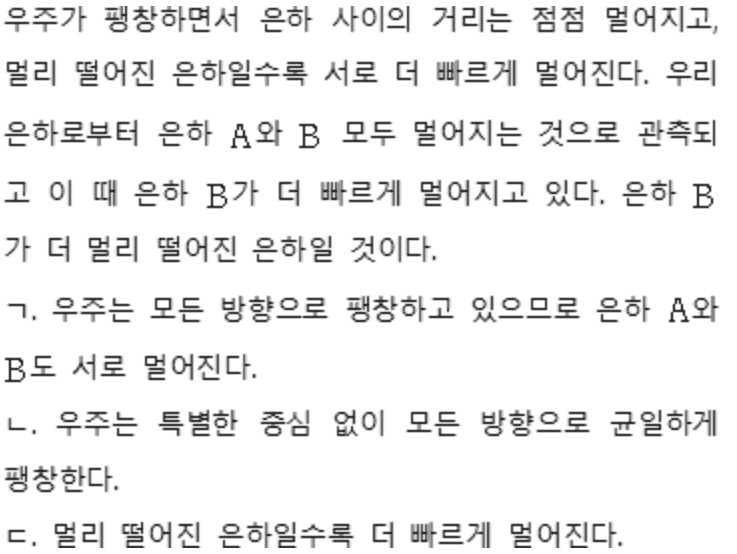 우주가 팽창하면서 은하 사이의 거리는 점점 멀어지고,
멀리 떨어진 은하일수록 서로 더 빠르게 멀어진다. 우리
은하로부터 은하 A와 B 모두 멀어지는 것으로 관측되
고 이 때 은하 B가 더 빠르게 멀어지고 있다. 은하 B
가 더 멀리 떨어진 은하일 것이다.
ㄱ. 우주는 모든 방향으로 팽창하고 있으므로 은하 A와
B도 서로 멀어진다.
ㄴ. 우주는 특별한 중심 없이 모든 방향으로 균일하게
팽창한다.
ㄷ. 멀리 떨어진 은하일수록 더 빠르게 멀어진다.